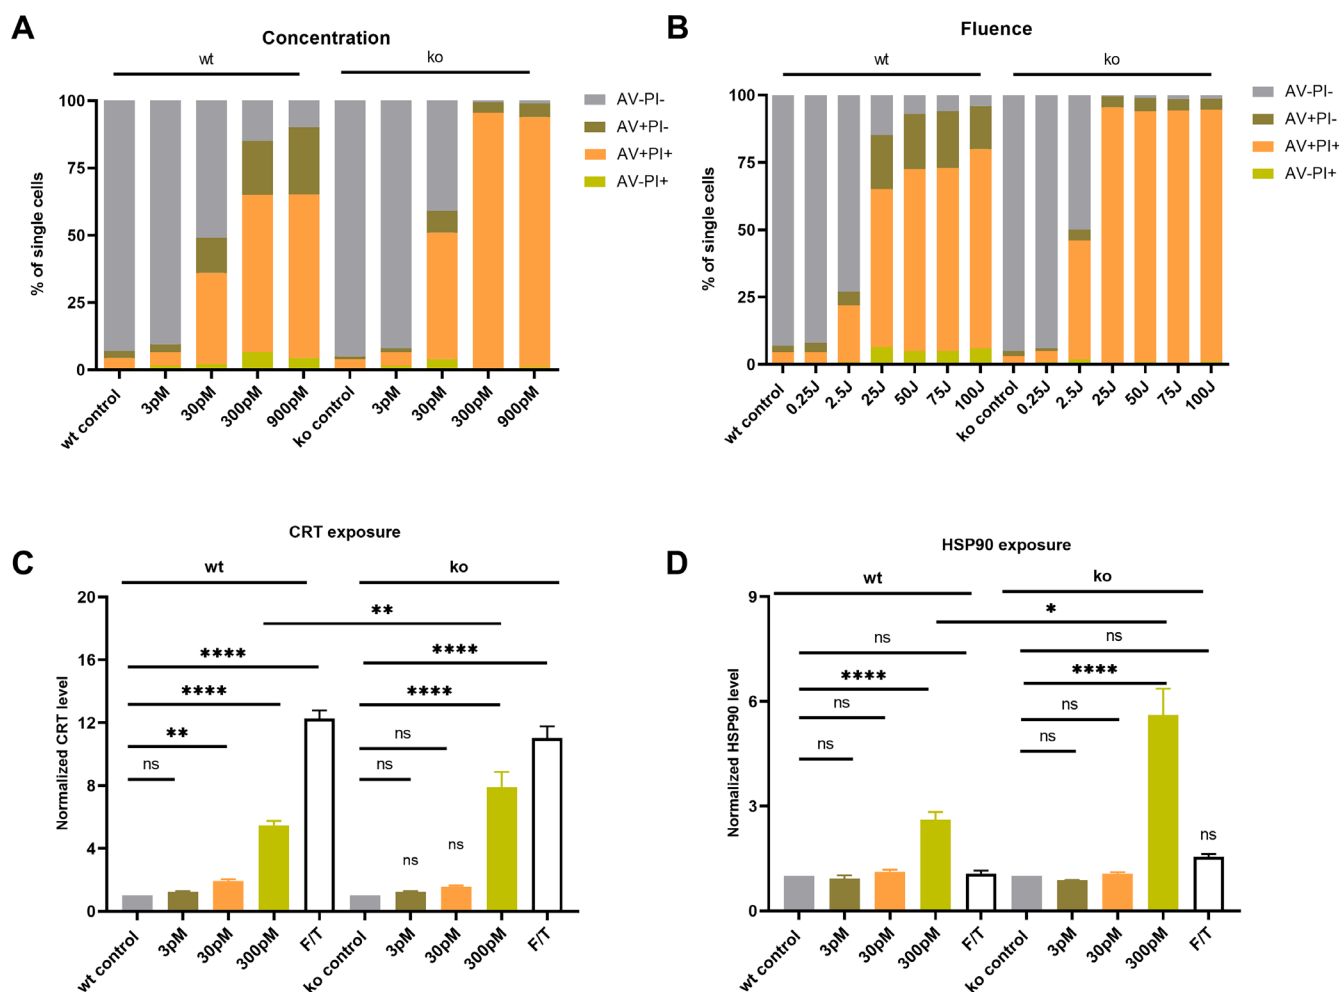 A
Concentration
wt
ko
% of single cells
100
75
50
25
0
wt control
3pM
30pM
300pM
900pM
ko control
3pM
30pM
300pM
900pM
AV-PI-
AV+PI-
AV+PI+
AV-PI+
B
Fluence
wt
ko
% of single cells
100
75
50
25
0
wt control
0.25J
2.5J
25J
50J
75J
100J
ko control
0.25J
2.5J
25J
50J
75J
100J
AV-PI-
AV+PI-
AV+PI+
AV-PI+
C
CRT exposure
wt
ko
Normalized CRT level
20
16
12
8
4
0
**
****
****
****
****
**
ns
ns
ns
ns
ns
wt control
3pM
30pM
300pM
F/T
ko control
3pM
30pM
300pM
F/T
D
HSP90 exposure
wt
ko
Normalized HSP90 level
9
6
3
0
*
ns
ns
****
****
ns
ns
ns
ns
ns
wt control
3pM
30pM
300pM
F/T
ko control
3pM
30pM
300pM
F/T